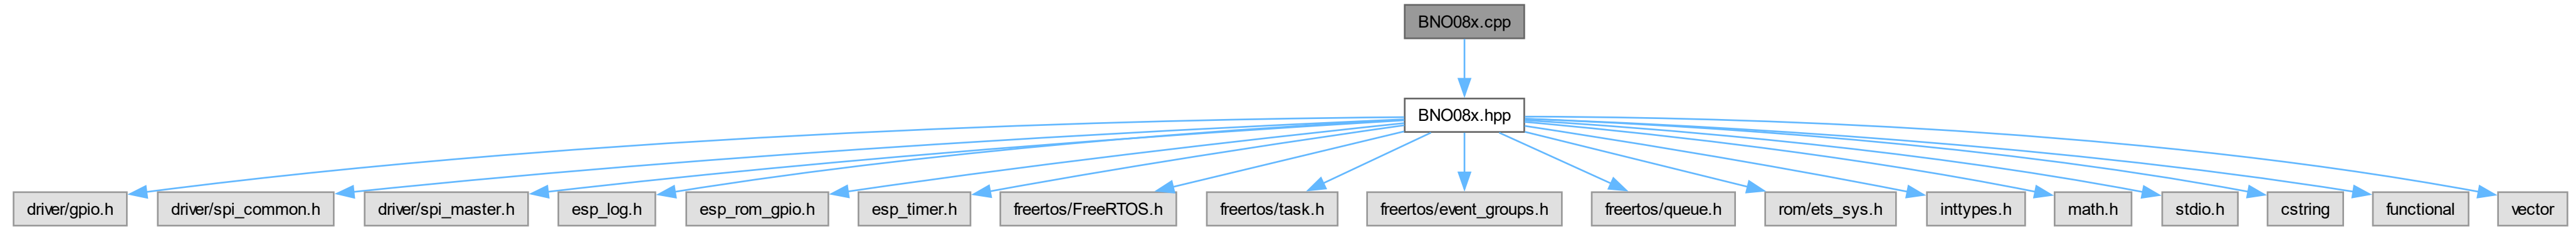 BNO08x.cpp
BNO08x.hpp
driver/gpio.h
driver/spi_common.h
driver/spi_master.h
esp_log.h
esp_rom_gpio.h
esp_timer.h
freertos/FreeRTOS.h
freertos/task.h
freertos/event_groups.h
freertos/queue.h
rom/ets_sys.h
inttypes.h
math.h
stdio.h
cstring
functional
vector